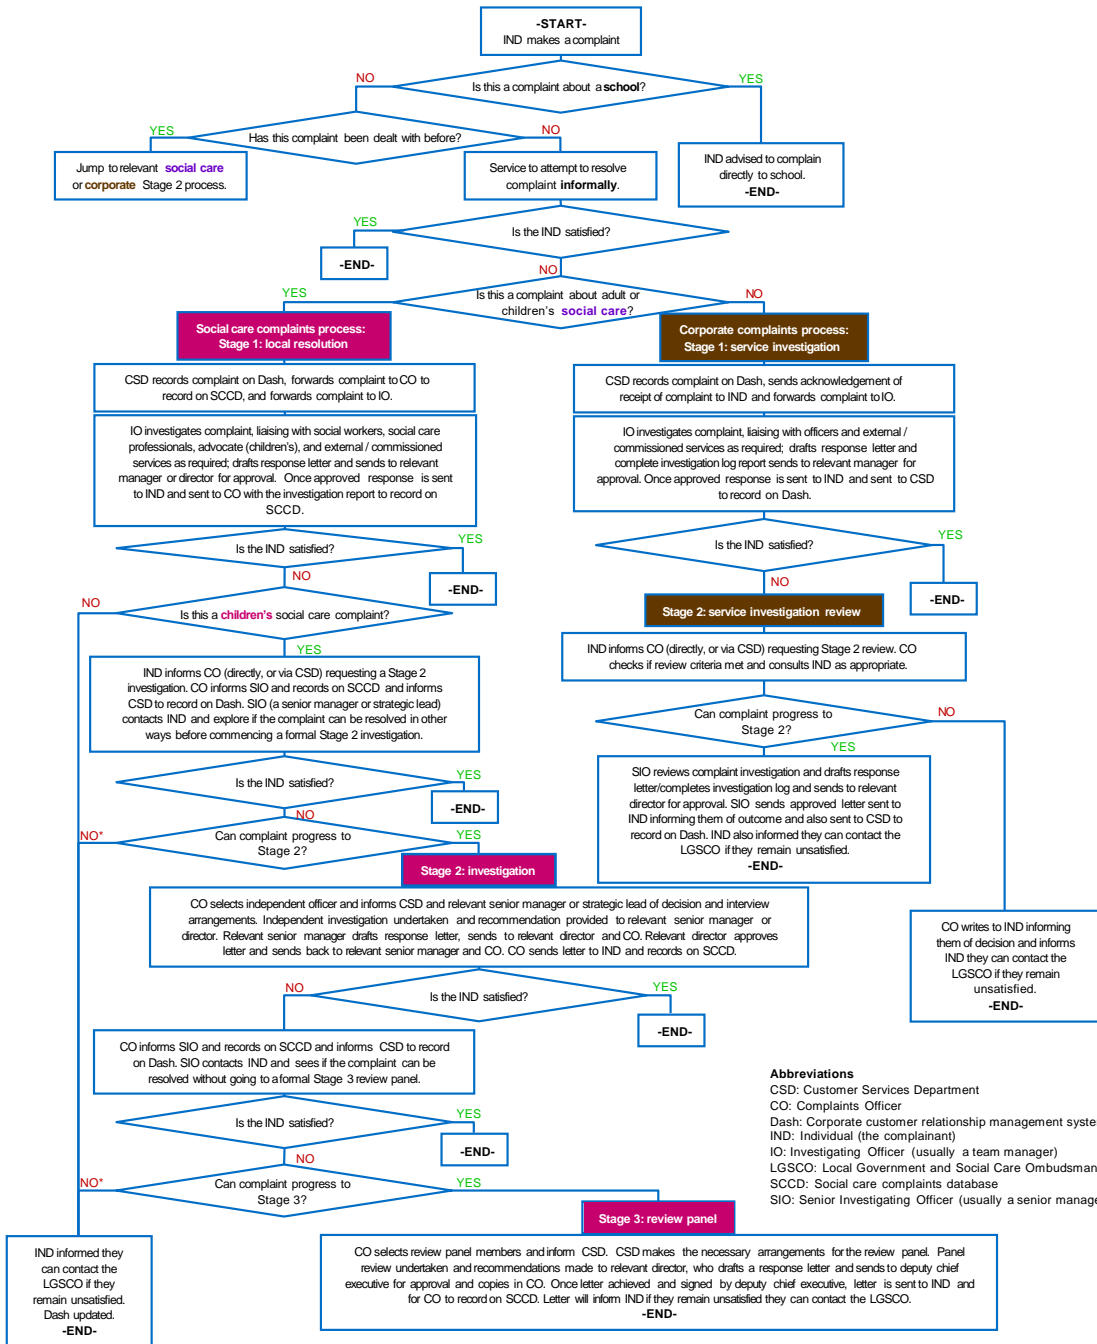 -START-
IND makes a complaint
Is this a complaint about a school?
NO
YES
Has this complaint been dealt with before?
YES
NO
IND advised to complain
directly to school.
-END-
Jump to relevant social care
or corporate Stage 2 process.
Service to attempt to resolve
complaint informally.
YES
Is the IND satisfied?
-END-
NO
Is this a complaint about adult or
children's social care?
YES
NO
Social care complaints process:
Stage 1: local resolution
CSD records complaint on Dash, forwards complaint to CO to
record on SCCD, and forwards complaint to IO.
IO investigates complaint, liaising with social workers, social care
professionals, advocate (children's), and external / commissioned
services as required; drafts response letter and sends to relevant
manager or director for approval. Once approved response is sent
to IND and sent to CO with the investigation report to record on
SCCD.
Is the IND satisfied?
YES
-END-
NO
Is this a children's social care complaint?
NO
YES
IND informs CO (directly, or via CSD) requesting a Stage 2
investigation. CO informs SIO and records on SCCD and informs
CSD to record on Dash. SIO (a senior manager or strategic lead)
contacts IND and explore if the complaint can be resolved in other
ways before commencing a formal Stage 2 investigation.
Is the IND satisfied?
YES
-END-
NO
Can complaint progress to
Stage 2?
NO*
YES
Corporate complaints process:
Stage 1: service investigation
CSD records complaint on Dash, sends acknowledgement of
receipt of complaint to IND and forwards complaint to IO.
IO investigates complaint, liaising with officers and external /
commissioned services as required; drafts response letter and
complete investigation log report sends to relevant manager for
approval. Once approved response is sent to IND and sent to CSD
to record on Dash.
Is the IND satisfied?
YES
-END-
NO
Stage 2: service investigation review
IND informs CO (directly, or via CSD) requesting Stage 2 review. CO
checks if review criteria met and consults IND as appropriate.
Can complaint progress to
Stage 2?
NO
YES
SIO reviews complaint investigation and drafts response
letter/completes investigation log and sends to relevant
director for approval. SIO sends approved letter sent to
IND informing them of outcome and also sent to CSD to
record on Dash. IND also informed they can contact the
LGSCO if they remain unsatisfied.
-END-
CO writes to IND informing
them of decision and informs
IND they can contact the
LGSCO if they remain
unsatisfied.
-END-
Stage 2: investigation
CO selects independent officer and informs CSD and relevant senior manager or strategic lead of decision and interview
arrangements. Independent investigation undertaken and recommendation provided to relevant senior manager or
director. Relevant senior manager drafts response letter, sends to relevant director and CO. Relevant director approves
letter and sends back to relevant senior manager and CO. CO sends letter to IND and records on SCCD.
NO
Is the IND satisfied?
YES
-END-
CO informs SIO and records on SCCD and informs CSD to record
on Dash. SIO contacts IND and sees if the complaint can be
resolved without going to a formal Stage 3 review panel.
Is the IND satisfied?
YES
-END-
NO
Can complaint progress to
Stage 3?
NO*
YES
Stage 3: review panel
CO selects review panel members and inform CSD. CSD makes the necessary arrangements for the review panel. Panel
review undertaken and recommendations made to relevant director, who drafts a response letter and sends to deputy chief
executive for approval and copies in CO. Once letter achieved and signed by deputy chief executive, letter is sent to IND and
for CO to record on SCCD. Letter will inform IND if they remain unsatisfied they can contact the LGSCO.
-END-
IND informed they
can contact the
LGSCO if they
remain unsatisfied.
Dash updated.
-END-
Abbreviations
CSD: Customer Services Department
CO: Complaints Officer
Dash: Corporate customer relationship management syste
IND: Individual (the complainant)
IO: Investigating Officer (usually a team manager)
LGSCO: Local Government and Social Care Ombudsman
SCCD: Social care complaints database
SIO: Senior Investigating Officer (usually a senior manage